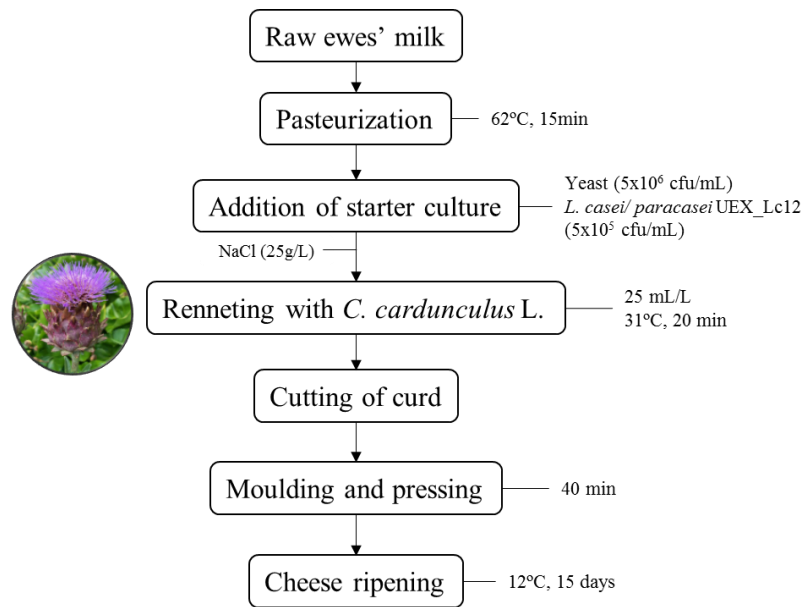 Raw ewes’ milk
Pasteurization
62ºC, 15min
Addition of starter culture
Yeast (5x10⁶ cfu/mL)
L. casei/ paracasei UEX_Lc12
(5x10⁵ cfu/mL)
NaCl (25g/L)
Renneting with C. cardunculus L.
25 mL/L
31ºC, 20 min
Cutting of curd
Moulding and pressing
40 min
Cheese ripening
12ºC, 15 days